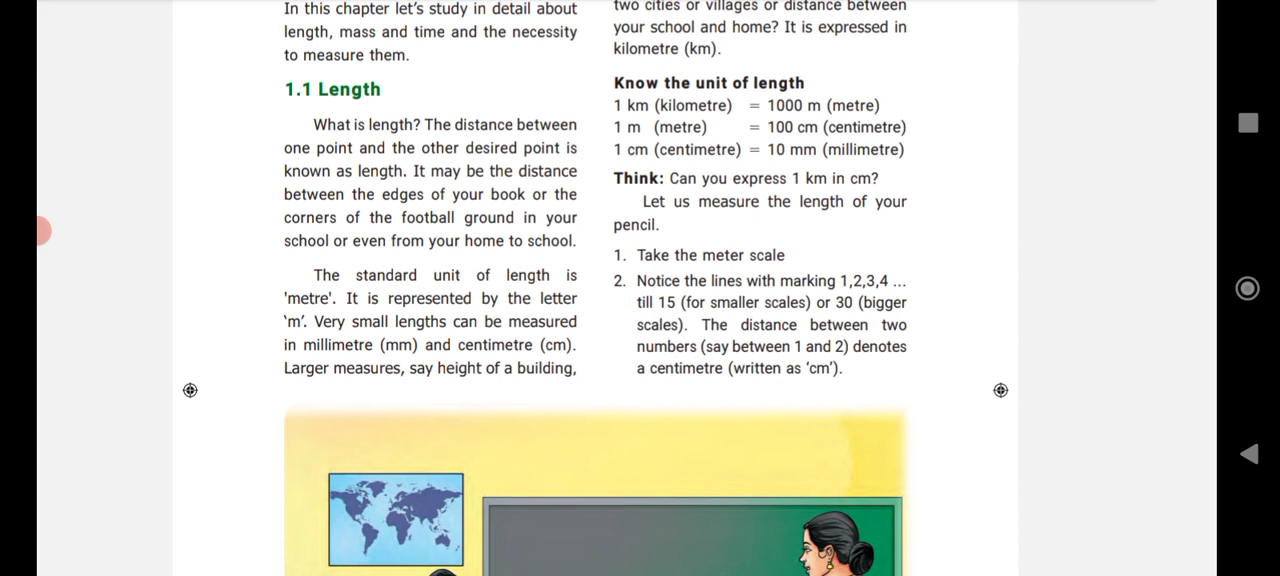 In this chapter let's study in detail about
length, mass and time and the necessity
to measure them.
1.1 Length
What is length? The distance between
one point and the other desired point is
known as length. It may be the distance
between the edges of your book or the
corners of the football ground in your
school or even from your home to school.
The standard unit of length is
'metre'. It is represented by the letter
‘m’. Very small lengths can be measured
in millimetre (mm) and centimetre (cm).
Larger measures, say height of a building,
two cities or villages or distance between
your school and home? It is expressed in
kilometre (km).
Know the unit of length
1 km (kilometre) = 1000 m (metre)
1 m (metre) = 100 cm (centimetre)
1 cm (centimetre) = 10 mm (millimetre)
Think: Can you express 1 km in cm?
Let us measure the length of your
pencil.
1. Take the meter scale
2. Notice the lines with marking 1,2,3,4 ...
till 15 (for smaller scales) or 30 (bigger
scales). The distance between two
numbers (say between 1 and 2) denotes
a centimetre (written as ‘cm’).